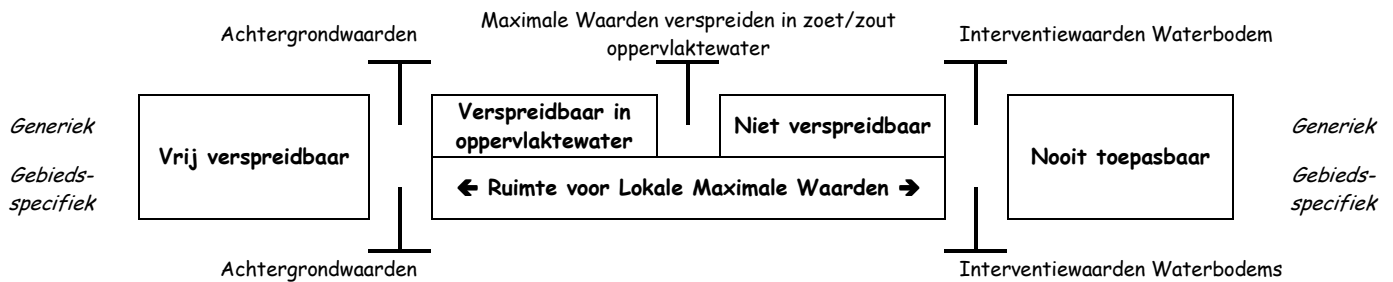 Maximale Waarden verspreiden in zoet/zout
oppervlaktewater
Achtergrondwaarden
Interventiewaarden Waterbodem
Generiek
Gebieds-
specifiek
Vrij verspreidbaar
Verspreidbaar in
oppervlaktewater
Niet verspreidbaar
🡸 Ruimte voor Lokale Maximale Waarden 🡺
Nooit toepasbaar
Generiek
Gebieds-
specifiek
Achtergrondwaarden
Interventiewaarden Waterbodems